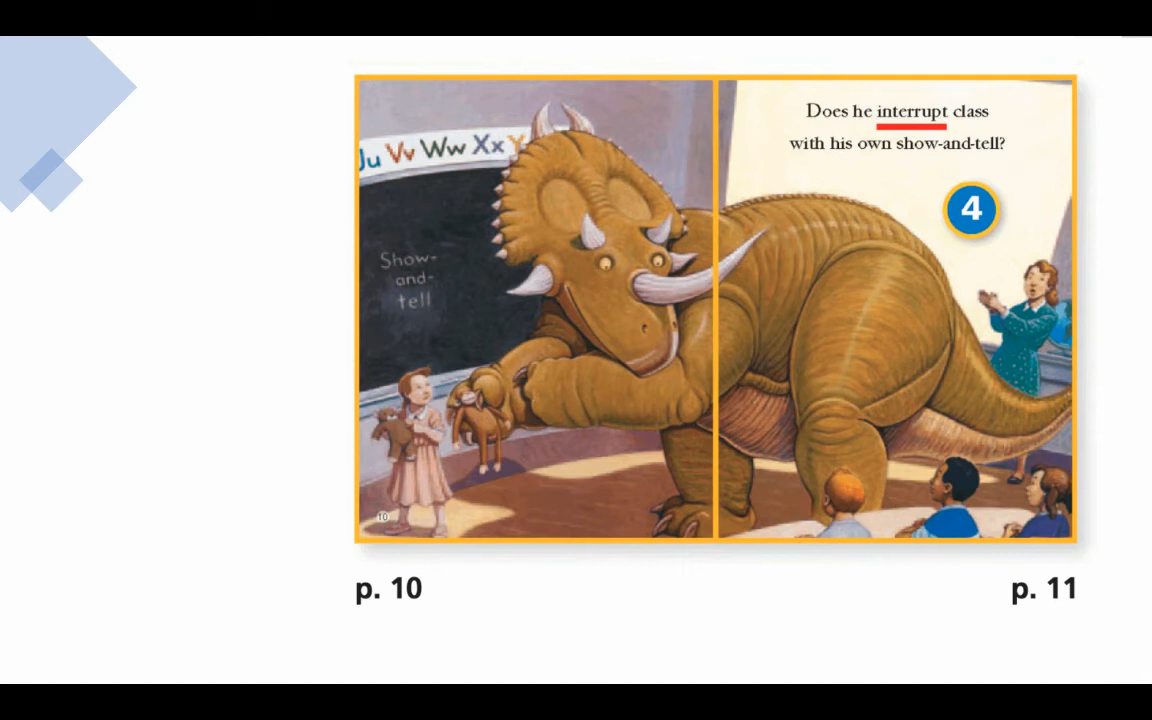 Ju Vv Ww Xx Y
Show-
and-
tell
10
Does he interrupt class
with his own show-and-tell?
4
p. 10
p. 11